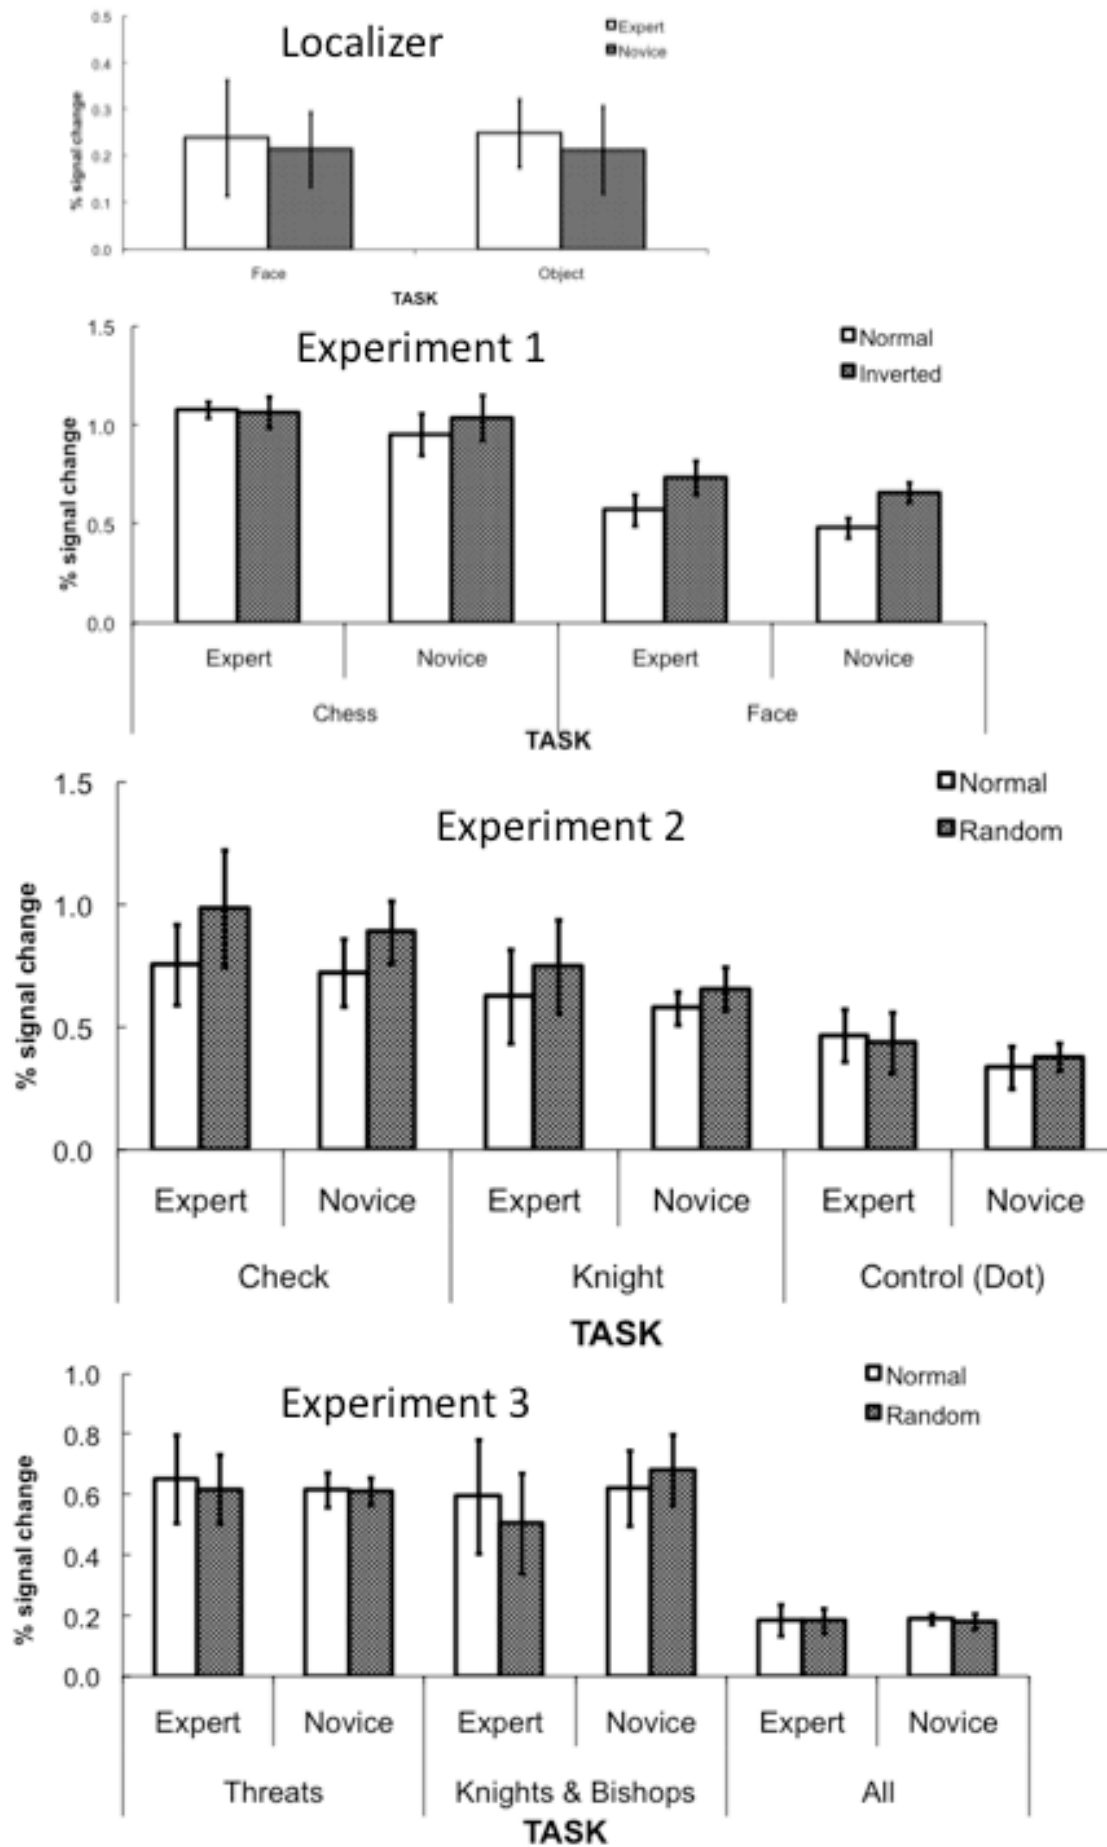 0.5
Localizer
Expert
Novice
0.4
0.3
0.2
0.1
0.0
% signal change
Face
Object
TASK
1.5
Experiment 1
Normal
Inverted
1.0
0.5
0.0
% signal change
Expert
Novice
Expert
Novice
Chess
Face
TASK
1.5
Experiment 2
Normal
Random
1.0
0.5
0.0
% signal change
Expert
Novice
Expert
Novice
Expert
Novice
Check
Knight
Control (Dot)
TASK
1.0
Experiment 3
Normal
Random
0.8
0.6
0.4
0.2
0.0
% signal change
Expert
Novice
Expert
Novice
Expert
Novice
Threats
Knights & Bishops
All
TASK